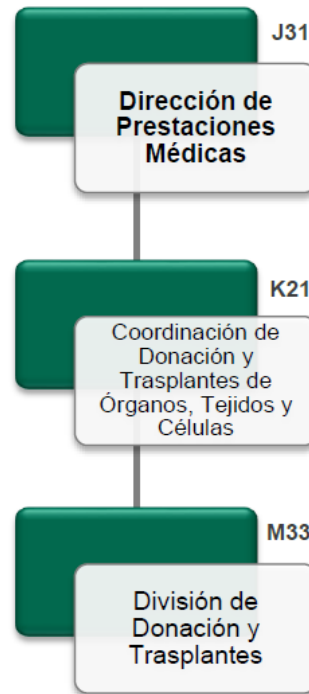 J31
Dirección de
Prestaciones
Médicas
K21
Coordinación de
Donación y
Trasplantes de
Órganos, Tejidos y
Células
M33
División de
Donación y
Trasplantes